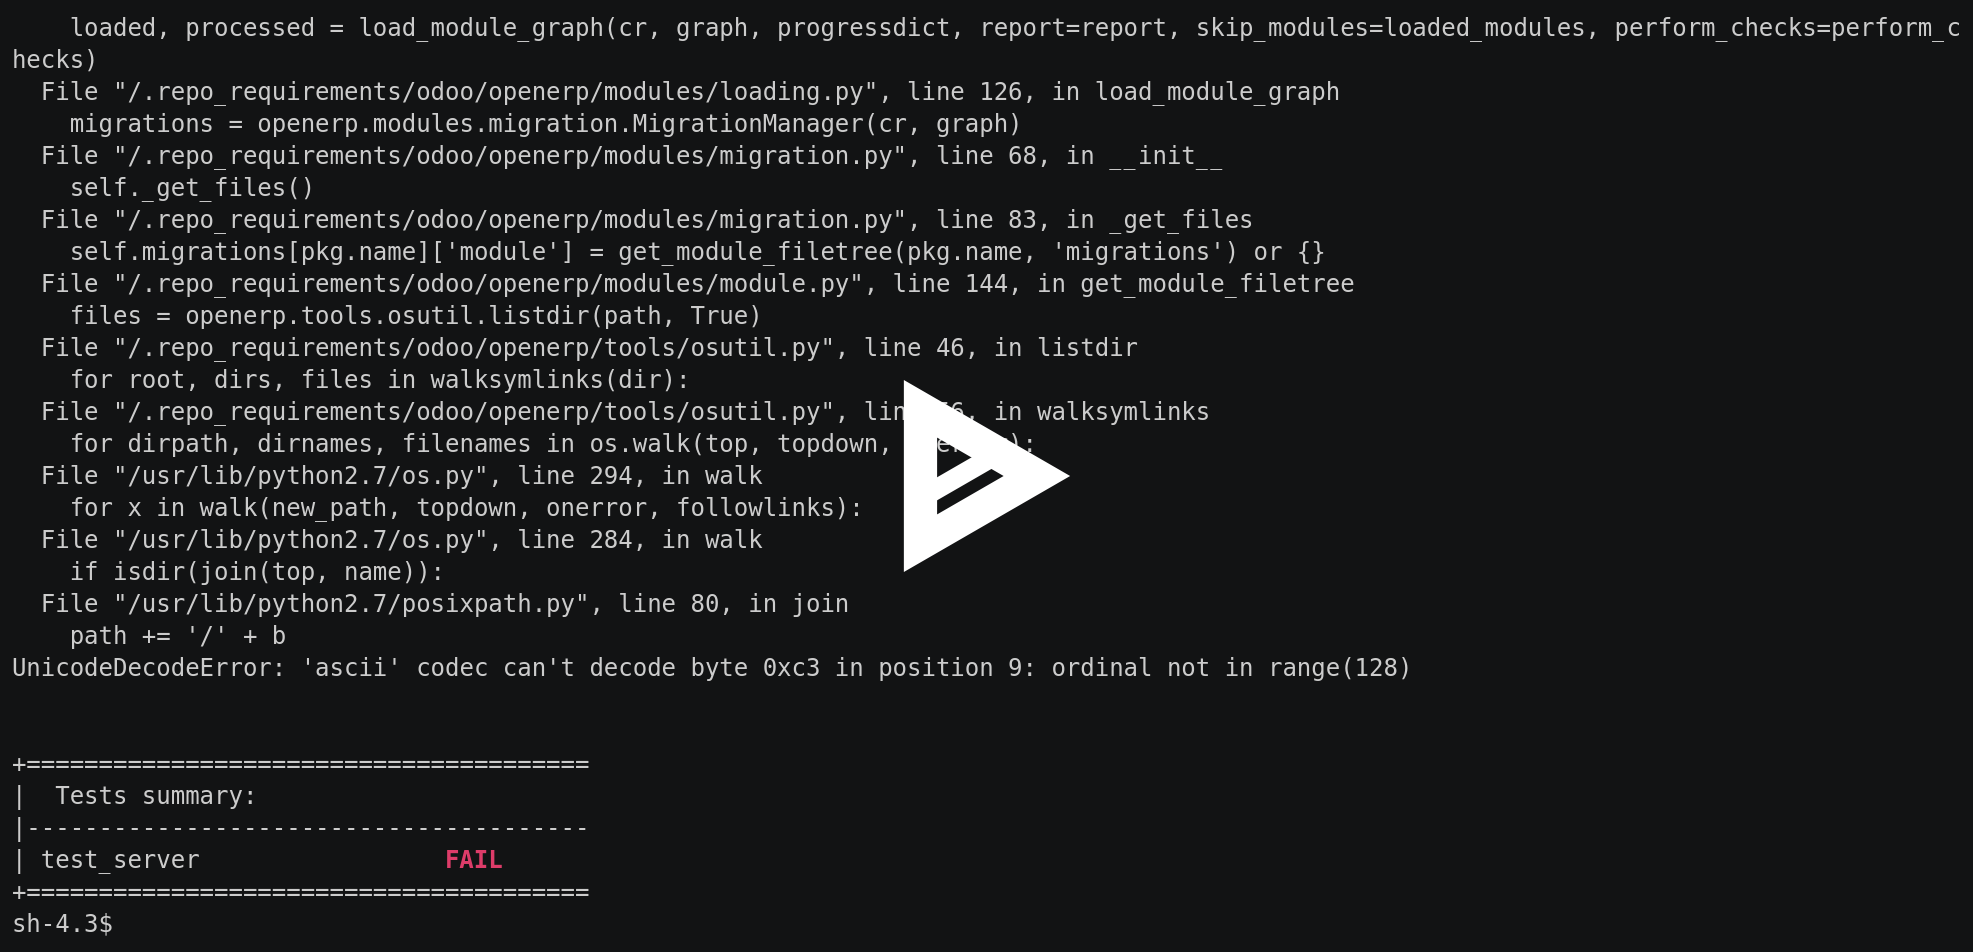 loaded, processed = load_module_graph(cr, graph, progressdict, report=report, skip_modules=loaded_modules, perform_checks=perform_c
hecks)
  File "/.repo_requirements/odoo/openerp/modules/loading.py", line 126, in load_module_graph
    migrations = openerp.modules.migration.MigrationManager(cr, graph)
  File "/.repo_requirements/odoo/openerp/modules/migration.py", line 68, in __init__
    self._get_files()
  File "/.repo_requirements/odoo/openerp/modules/migration.py", line 83, in _get_files
    self.migrations[pkg.name]['module'] = get_module_filetree(pkg.name, 'migrations') or {}
  File "/.repo_requirements/odoo/openerp/modules/module.py", line 144, in get_module_filetree
    files = openerp.tools.osutil.listdir(path, True)
  File "/.repo_requirements/odoo/openerp/tools/osutil.py", line 46, in listdir
    for root, dirs, files in walksymlinks(dir):
  File "/.repo_requirements/odoo/openerp/tools/osutil.py", in walksymlinks
    for dirpath, dirnames, filenames in os.walk(top, topdown,
  File "/usr/lib/python2.7/os.py", line 294, in walk
    for x in walk(new_path, topdown, onerror, followlinks):
  File "/usr/lib/python2.7/os.py", line 284, in walk
    if isdir(join(top, name)):
  File "/usr/lib/python2.7/posixpath.py", line 80, in join
    path += '/' + b
UnicodeDecodeError: 'ascii' codec can't decode byte 0xc3 in position 9: ordinal not in range(128)
+=======================================
|  Tests summary:
|---------------------------------------
| test_server                 FAIL
+=======================================
sh-4.3$